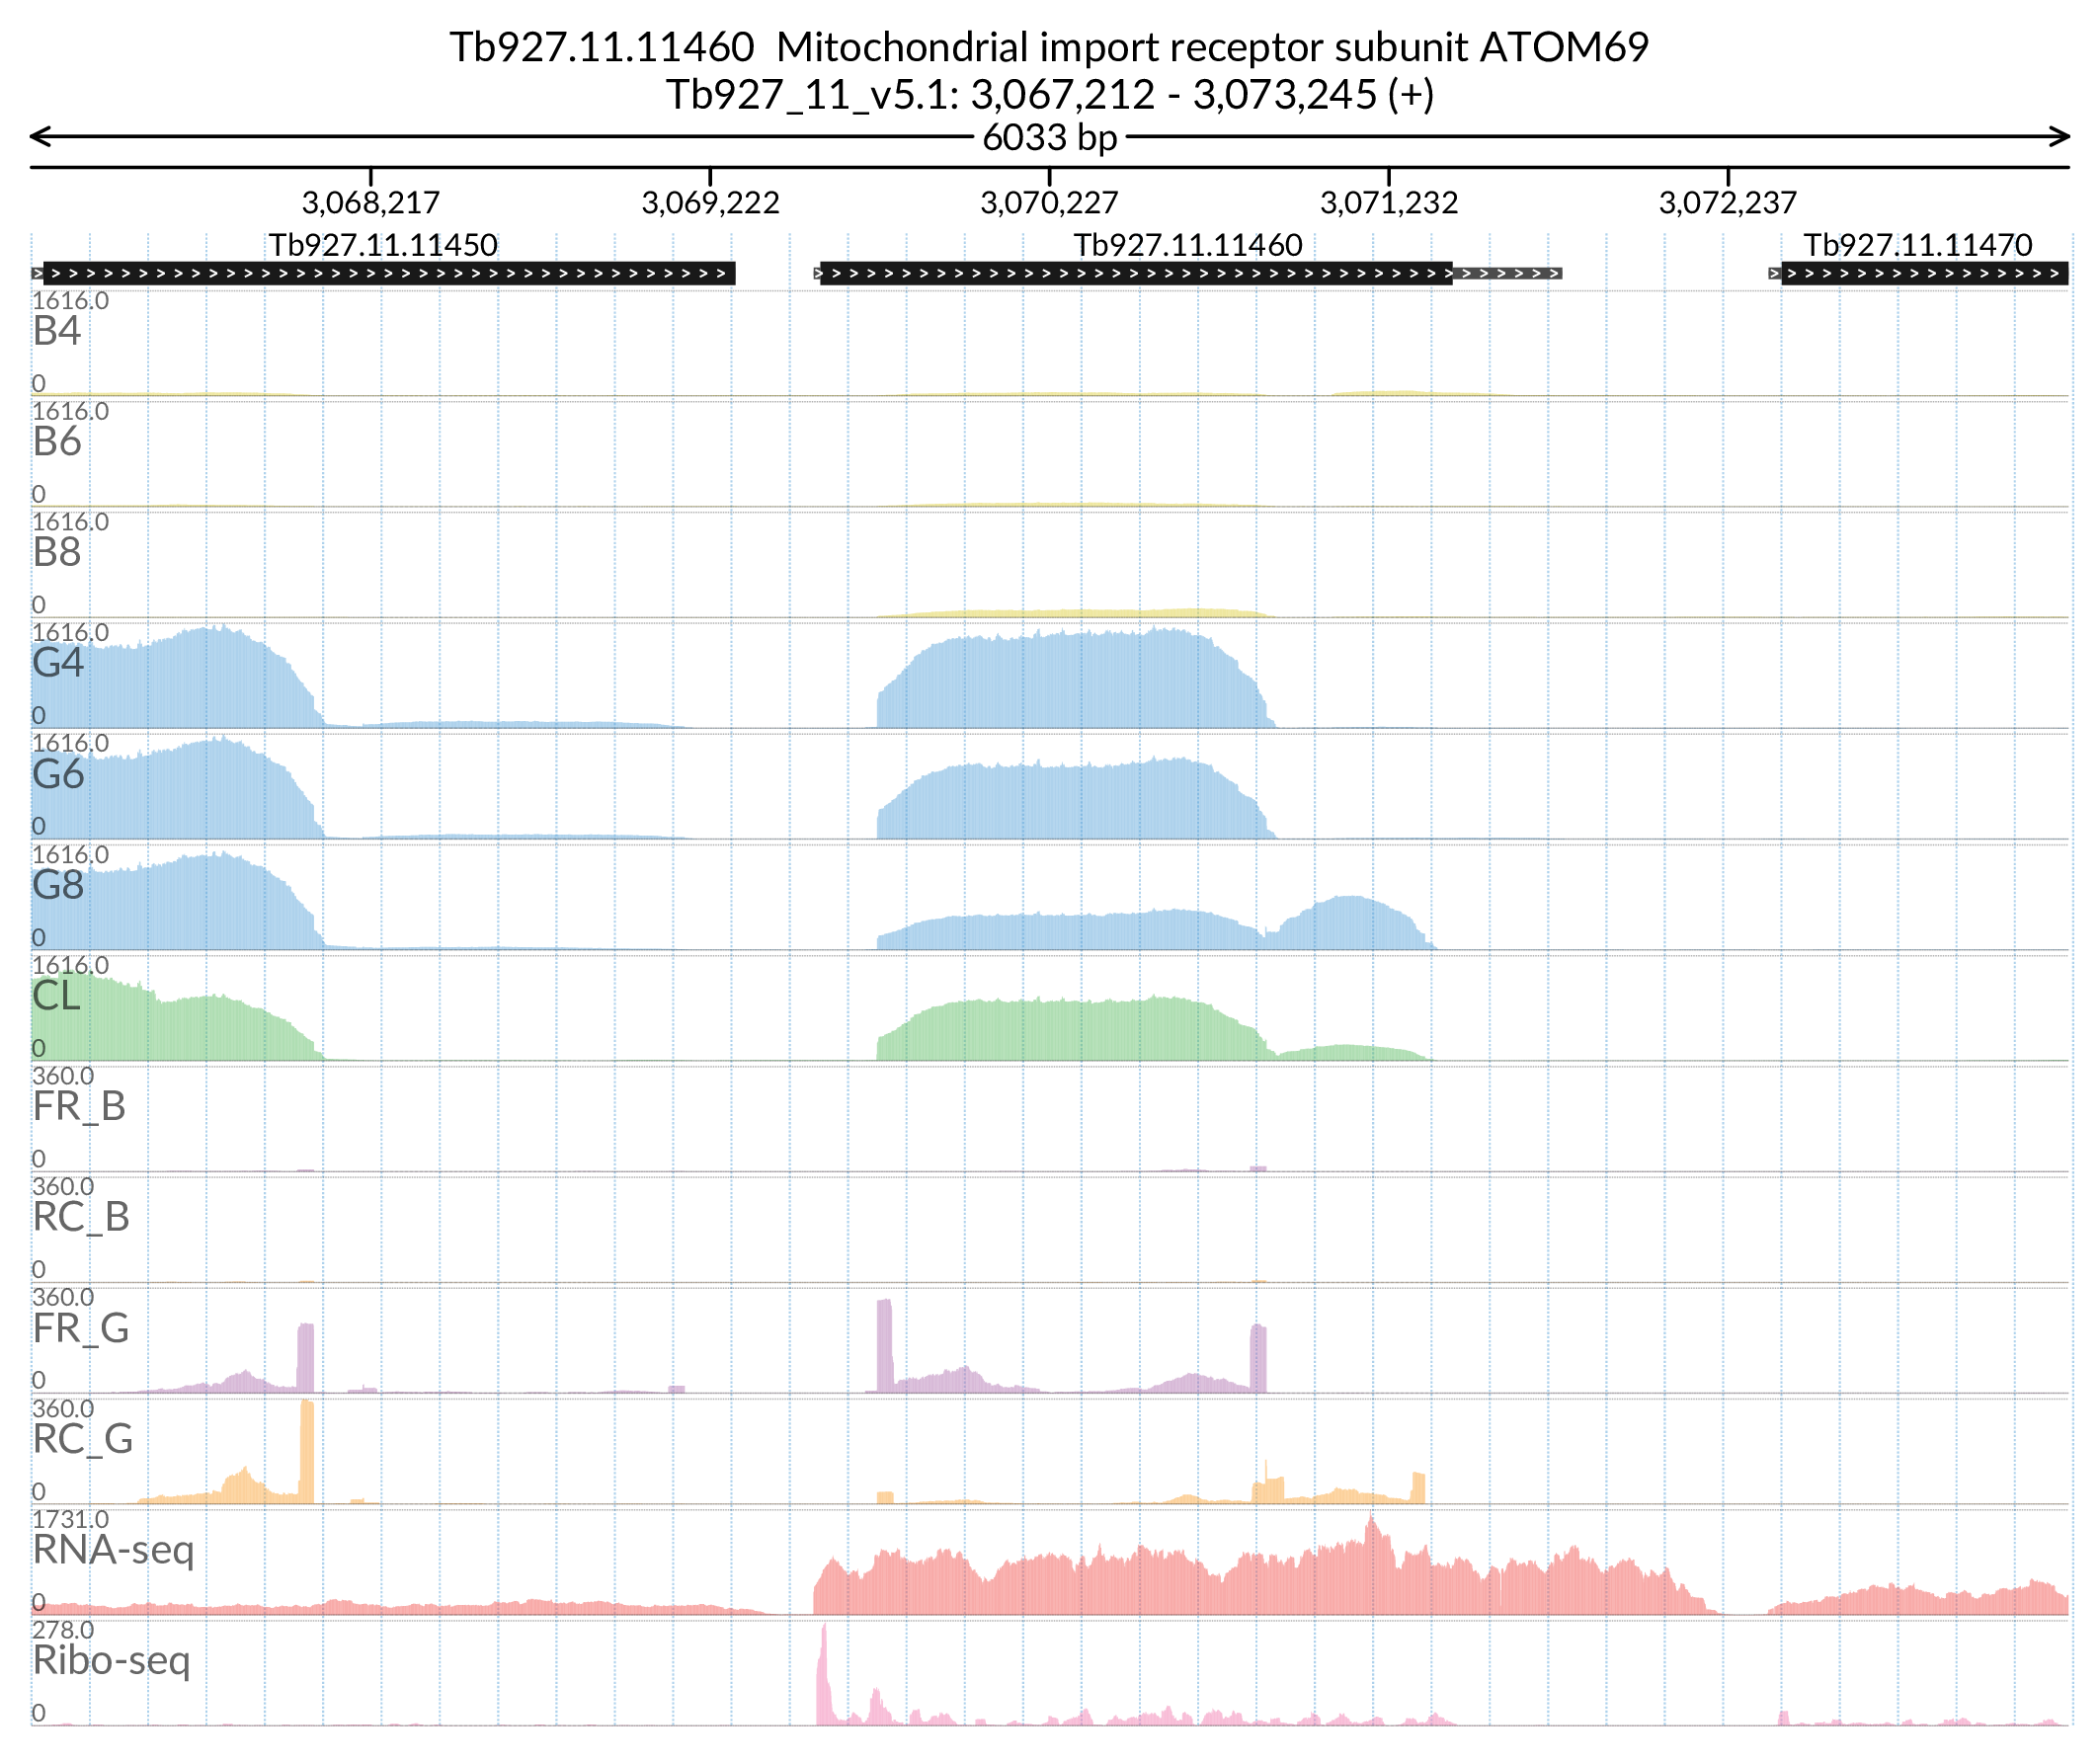 Tb927.11.11460 Mitochondrial import receptor subunit ATOM69
Tb927_11_v5.1: 3,067,212 - 3,073,245 (+)
6033 bp
3,068,217 3,069,222 3,070,227 3,071,232 3,072,237
Tb927.11.11450 Tb927.11.11460 Tb927.11.11470
1616.0
B4
0
1616.0
B6
0
1616.0
B8
0
1616.0
G4
0
1616.0
G6
0
1616.0
G8
0
1616.0
CL
0
360.0
FR_B
0
360.0
RC_B
0
360.0
FR_G
0
360.0
RC_G
0
1731.0
RNA-seq
0
278.0
Ribo-seq
0